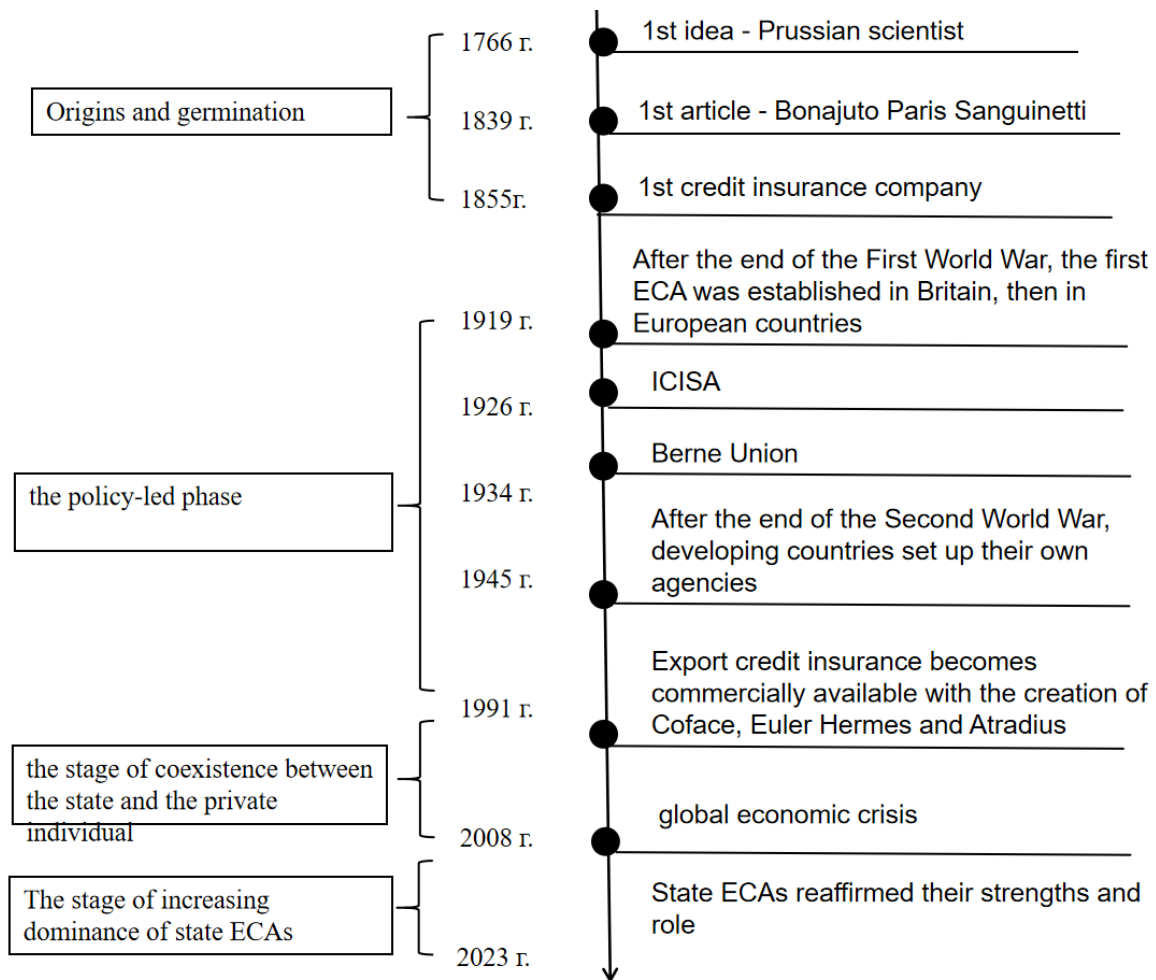 1766 г.
1st idea - Prussian scientist
Origins and germination
1839 г.
1st article - Bonajuto Paris Sanguinetti
1855г.
1st credit insurance company
After the end of the First World War, the first
ECA was established in Britain, then in
European countries
1919 г.
ICISA
1926 г.
Berne Union
the policy-led phase
1934 г.
After the end of the Second World War,
developing countries set up their own
agencies
1945 г.
Export credit insurance becomes
commercially available with the creation of
Coface, Euler Hermes and Atradius
1991 г.
the stage of coexistence between
the state and the private
individual
global economic crisis
2008 г.
The stage of increasing
dominance of state ECAs
State ECAs reaffirmed their strengths and
role
2023 г.